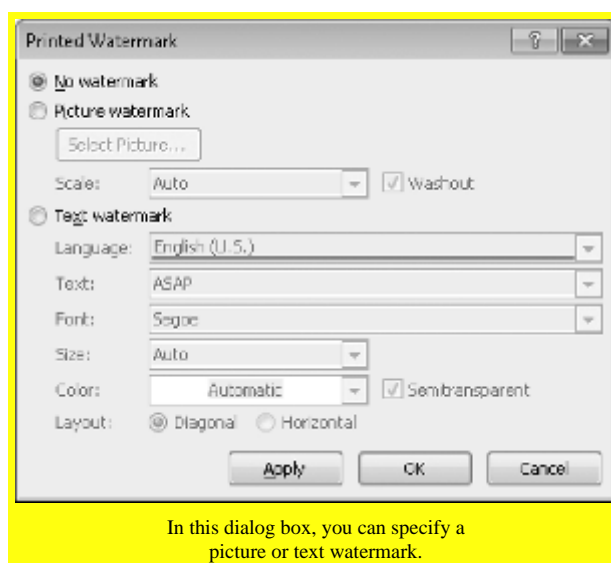 Printed Watermark
No watermark
Picture watermark
Select Picture...
Scale: Auto Washout
Text watermark
Language: English (U.S.)
Text: ASAP
Font: Segoe
Size: Auto
Color: Automatic Semitransparent
Layout: Diagonal Horizontal
Apply OK Cancel
In this dialog box, you can specify a
picture or text watermark.